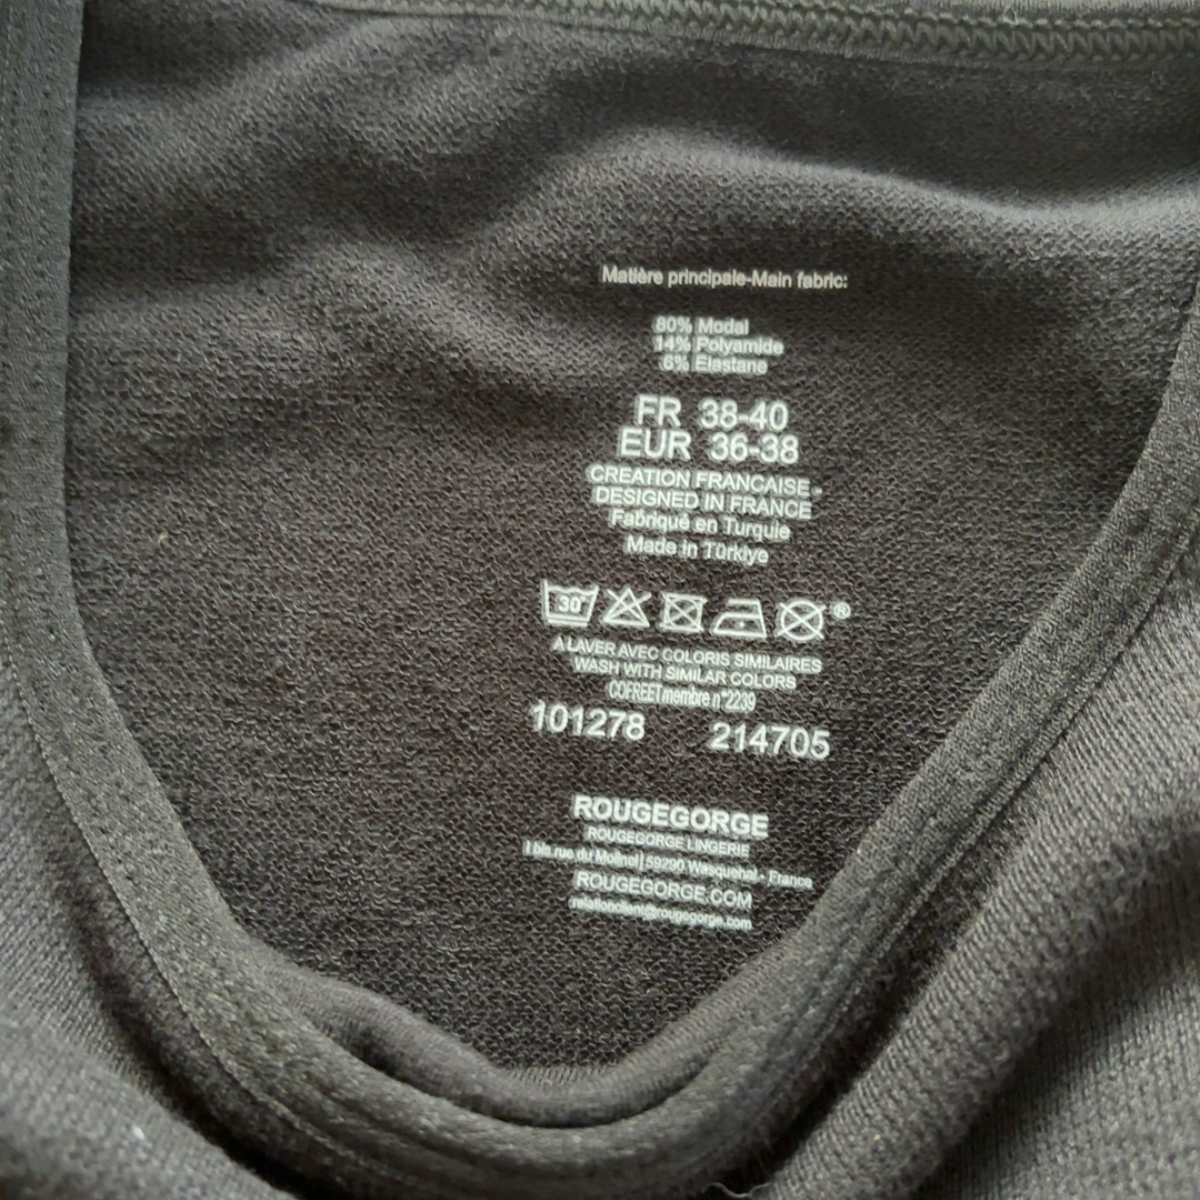 Matière principale-Main fabric:
80% Modal
14% Polyamide
6% Elastane
FR 38-40
EUR 36-38
CREATION FRANCAISE -
DESIGNED IN FRANCE
Fabriqué en Turquie
Made in Türkiye
30°
®
A LAVER AVEC COLORIS SIMILAIRES
WASH WITH SIMILAR COLORS
COFREET membre n°2239
101278 214705
ROUGEGORGE
ROUGEGORGE LINGERIE
1 bis rue du Molinel 59290 Wasquehal - France
ROUGEGORGE.COM
relationclient@rougegorge.com